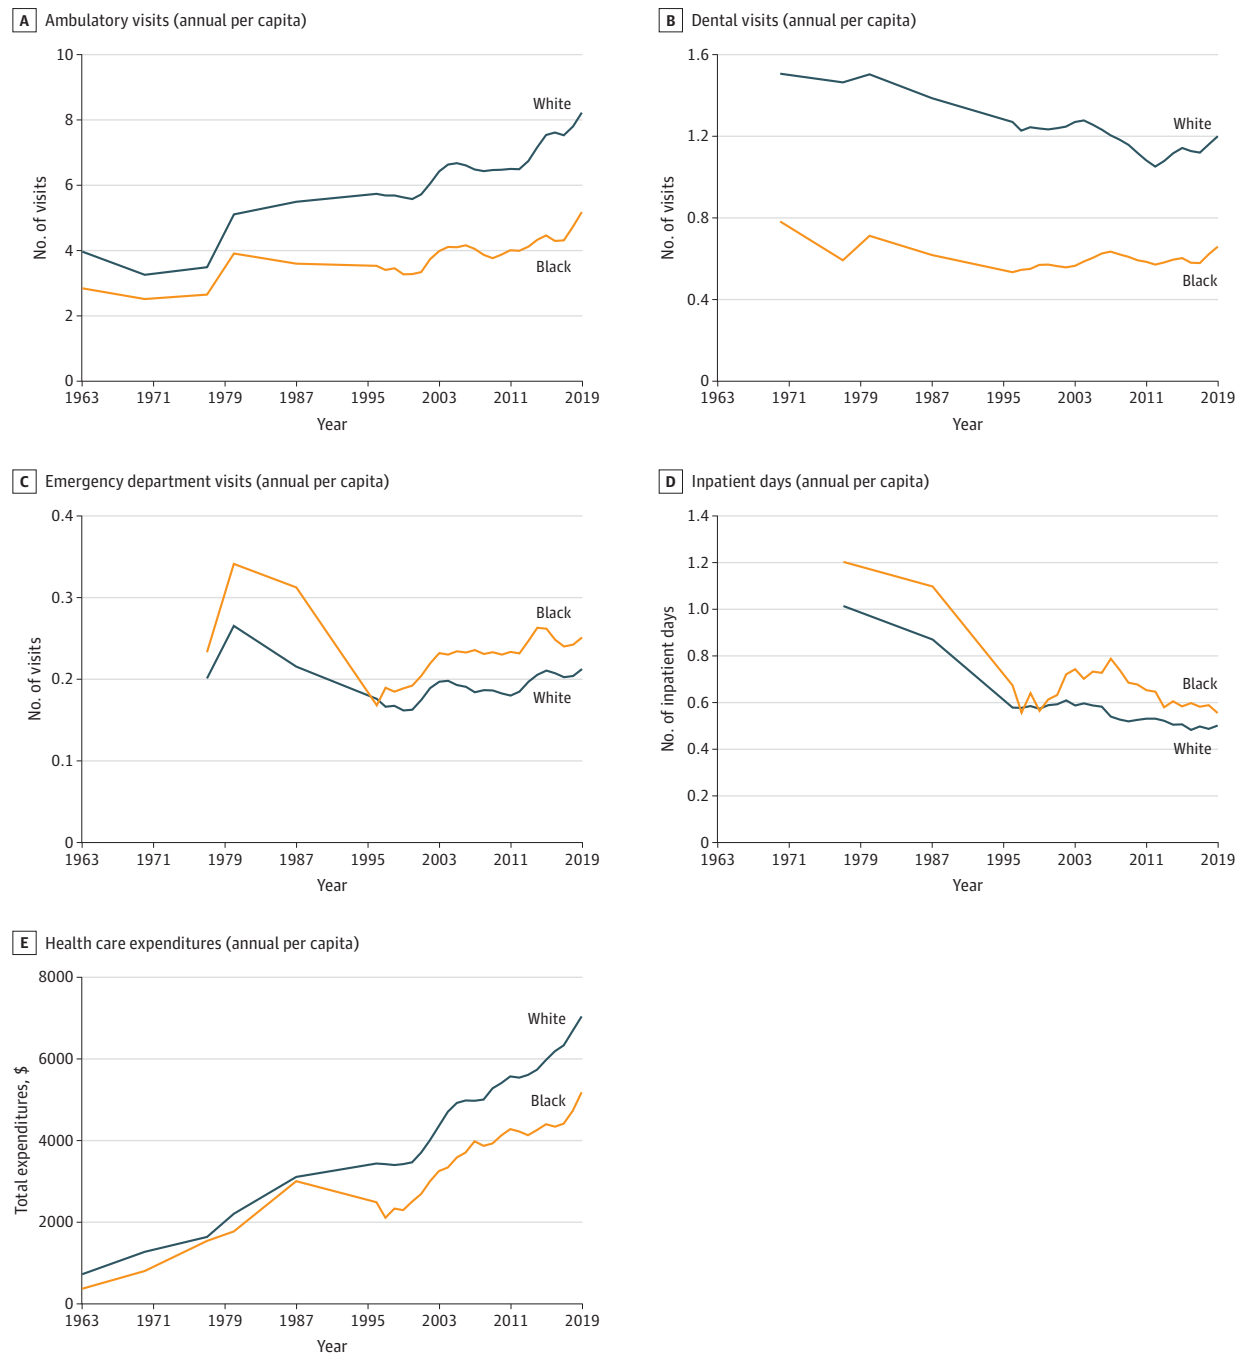 A Ambulatory visits (annual per capita)
No. of visits
10
8
6
4
2
0
White
Black
1963 1971 1979 1987 1995 2003 2011 2019
Year
B Dental visits (annual per capita)
No. of visits
1.6
1.2
0.8
0.4
0
White
Black
1963 1971 1979 1987 1995 2003 2011 2019
Year
C Emergency department visits (annual per capita)
No. of visits
0.4
0.3
0.2
0.1
0
Black
White
1963 1971 1979 1987 1995 2003 2011 2019
Year
D Inpatient days (annual per capita)
No. of inpatient days
1.4
1.2
1.0
0.8
0.6
0.4
0.2
0
Black
White
1963 1971 1979 1987 1995 2003 2011 2019
Year
E Health care expenditures (annual per capita)
Total expenditures, $
8000
6000
4000
2000
0
White
Black
1963 1971 1979 1987 1995 2003 2011 2019
Year